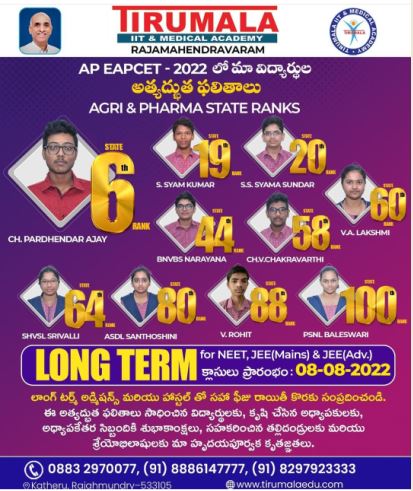 TIRUMALA
IIT & MEDICAL ACADEMY
RAJAMAHENDRAVARAM
TIRUMALA IIT & MEDICAL ACADEMY
TIRUMALA
AP EAPCET - 2022 లో మా విద్యార్థుల
అత్యద్భుత ఫలితాలు
AGRI & PHARMA STATE RANKS
STATE 6th RANK
CH. PARDHENDAR AJAY
STATE 19 RANK
S. SYAM KUMAR
STATE 20 RANK
S.S. SYAMA SUNDAR
STATE 60 RANK
V.A. LAKSHMI
STATE 44 RANK
BNVBS NARAYANA
STATE 58 RANK
CH.V.CHAKRAVARTHI
STATE 64 RANK
SHVSL SRIVALLI
STATE 80 RANK
ASDL SANTHOSHINI
STATE 88 RANK
V. ROHIT
STATE 100 RANK
PSNL BALESWARI
LONG TERM for NEET, JEE(Mains) & JEE(Adv.)
క్లాసులు ప్రారంభం : 08-08-2022
లాంగ్ టర్మ్ అడ్మిషన్స్ మరియు హాస్టల్ తో సహా ఫీజు రాయితీ కొరకు సంప్రదించండి.
ఈ అత్యద్భుత ఫలితాలు సాధించిన విద్యార్థులకు, కృషి చేసిన అధ్యాపకులకు,
అధ్యాపకేతర సిబ్బందికి శుభాకాంక్షలు, సహకరించిన తల్లిదండ్రులకు మరియు
శ్రేయోభిలాషులకు మా హృదయపూర్వక కృతజ్ఞతలు.
0883 2970077, (91) 8886147777, (91) 8297923333
Katheru, Rajahmundry–533105
www.tirumalaedu.com